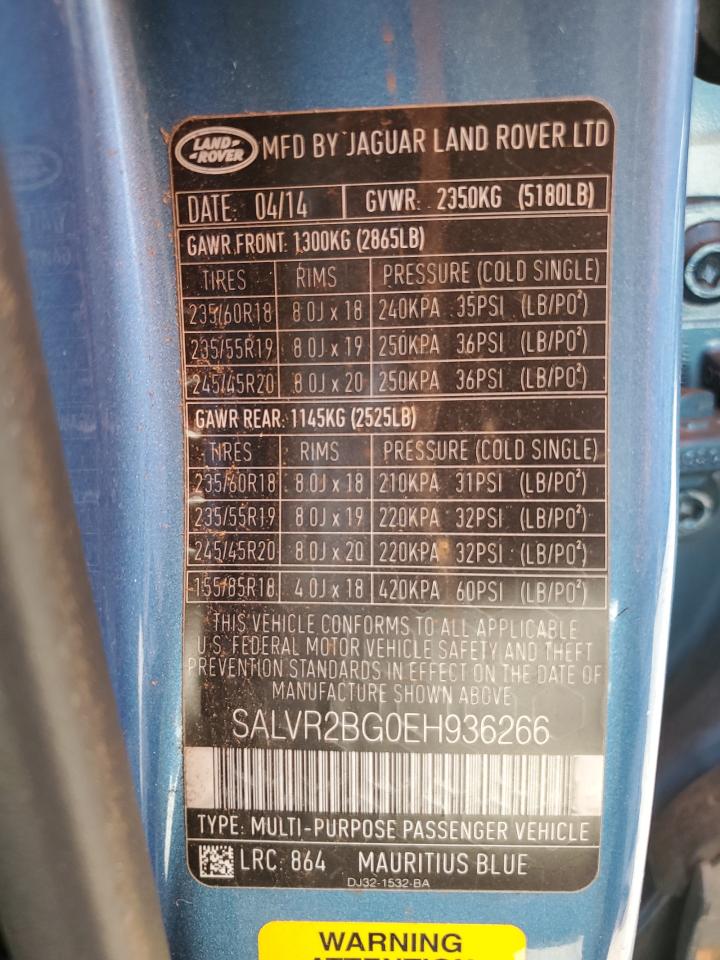 LAND ROVER MFD BY JAGUAR LAND ROVER LTD
DATE: 04/14 GVWR: 2350KG (5180LB)
GAWR FRONT: 1300KG (2865LB)
TIRES RIMS PRESSURE (COLD SINGLE)
235/60R18 8.0J x 18 240KPA 35PSI (LB/PO²)
235/55R19 8.0J x 19 250KPA 36PSI (LB/PO²)
245/45R20 8.0J x 20 250KPA 36PSI (LB/PO²)
GAWR REAR: 1145KG (2525LB)
TIRES RIMS PRESSURE (COLD SINGLE)
235/60R18 8.0J x 18 210KPA 31PSI (LB/PO²)
235/55R19 8.0J x 19 220KPA 32PSI (LB/PO²)
245/45R20 8.0J x 20 220KPA 32PSI (LB/PO²)
155/85R18 4.0J x 18 420KPA 60PSI (LB/PO²)
THIS VEHICLE CONFORMS TO ALL APPLICABLE
U.S. FEDERAL MOTOR VEHICLE SAFETY AND THEFT
PREVENTION STANDARDS IN EFFECT ON THE DATE OF
MANUFACTURE SHOWN ABOVE
SALVR2BG0EH936266
TYPE: MULTI-PURPOSE PASSENGER VEHICLE
LRC: 864 MAURITIUS BLUE
DJ32-1532-BA
WARNING
ATTENTION